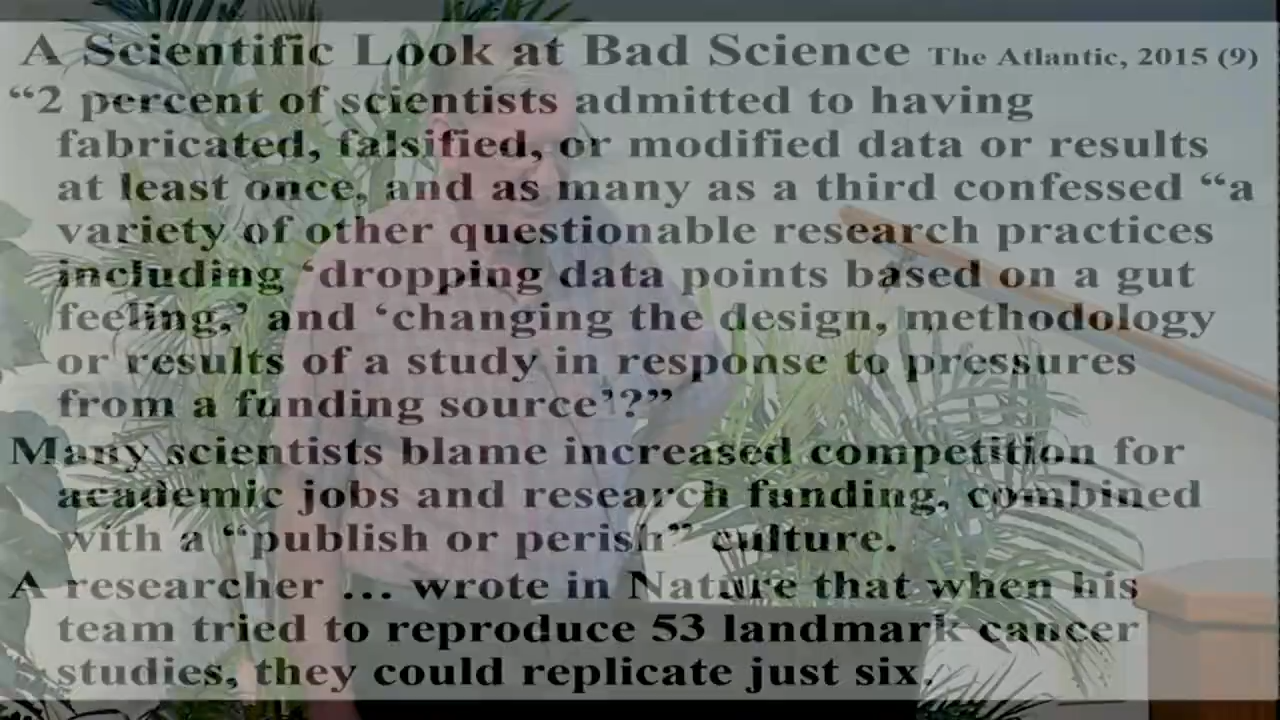 A Scientific Look at Bad Science The Atlantic, 2015 (9)
“2 percent of scientists admitted to having
fabricated, falsified, or modified data or results
at least once, and as many as a third confessed “a
variety of other questionable research practices
including ‘dropping data points based on a gut
feeling,’ and ‘changing the design, methodology
or results of a study in response to pressures
from a funding source’?”
Many scientists blame increased competition for
academic jobs and research funding, combined
with a “publish or perish” culture.
A researcher ... wrote in Nature that when his
team tried to reproduce 53 landmark cancer
studies, they could replicate just six.